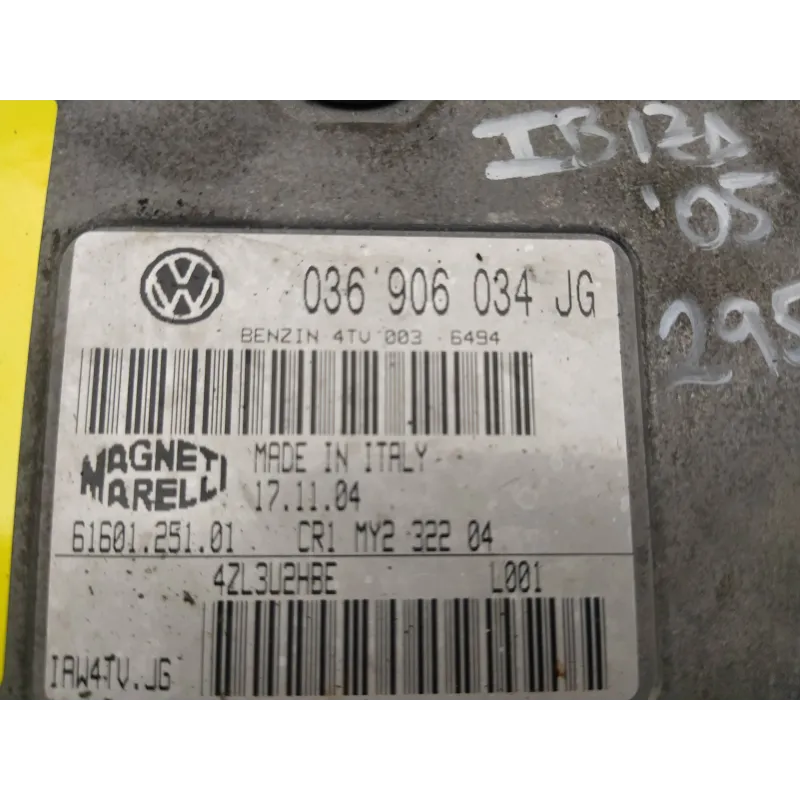 IBIZA
'05
295
VW
036 906 034 JG
BENZIN 4TV 003 6494
MAGNETI MADE IN ITALY
MARELLI 17.11.04
61601.251.01 CR1 MY2 322 04
4ZL3U2HBE L001
IAW4TV.JG